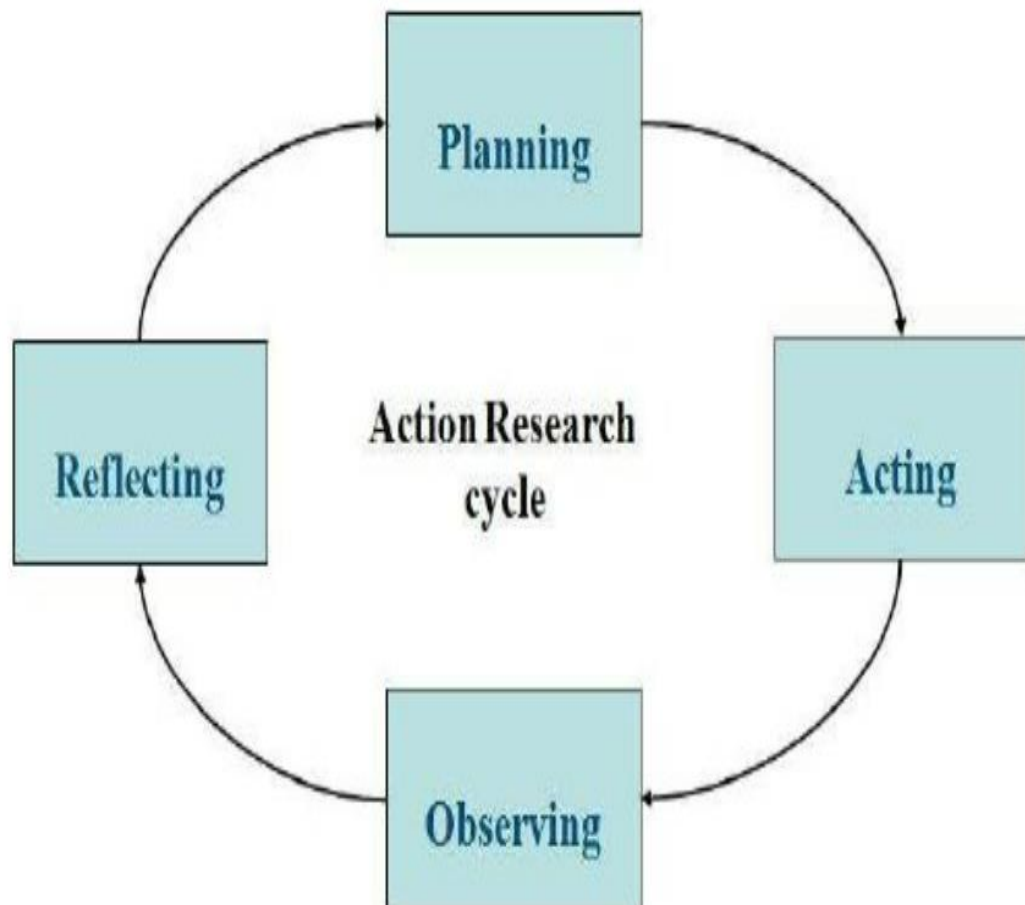 Planning
Action Research
cycle
Reflecting
Acting
Observing